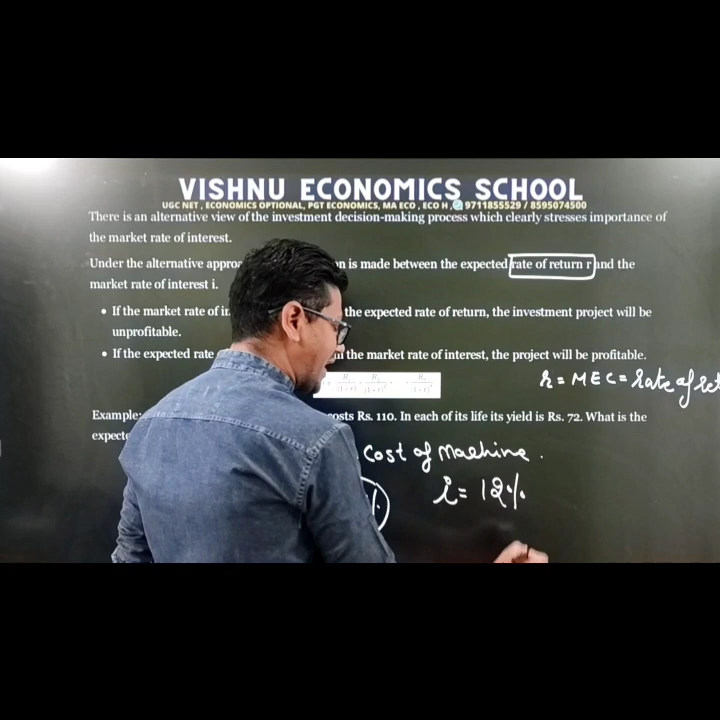 VISHNU ECONOMICS SCHOOL
UGC NET , ECONOMICS OPTIONAL, PGT ECONOMICS, MA ECO , ECO H , 9711855529 / 8595074500
There is an alternative view of the investment decision-making process which clearly stresses importance of
the market rate of interest.
Under the alternative is made between the expected rate of return r and the
market rate of interest i.
• If the market rate of the expected rate of return, the investment project will be
unprofitable.
• If the expected rate the market rate of interest, the project will be profitable.
r = MEC = Rate of
Example: costs Rs. 110. In each of its life its yield is Rs. 72. What is the
Cost of Machine .
i = 12%